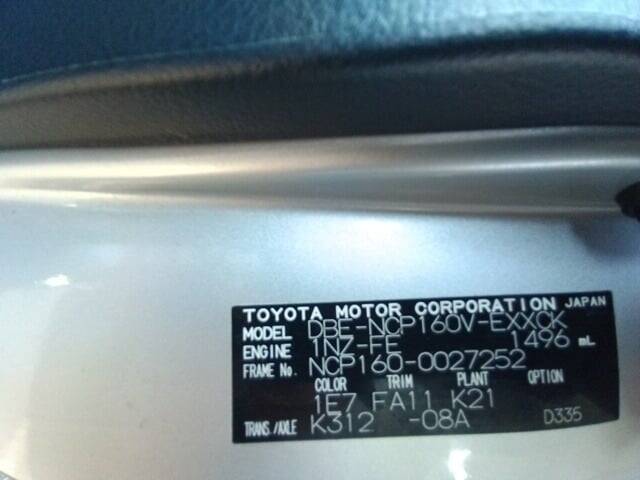 TOYOTA MOTOR CORPORATION JAPAN
MODEL DBE-NCP160V-EXXCK
ENGINE 1NZ-FE 1496 mL
FRAME No. NCP160-0027252
COLOR TRIM PLANT OPTION
1E7 FA11 K21
TRANS./AXLE K312 -08A D335